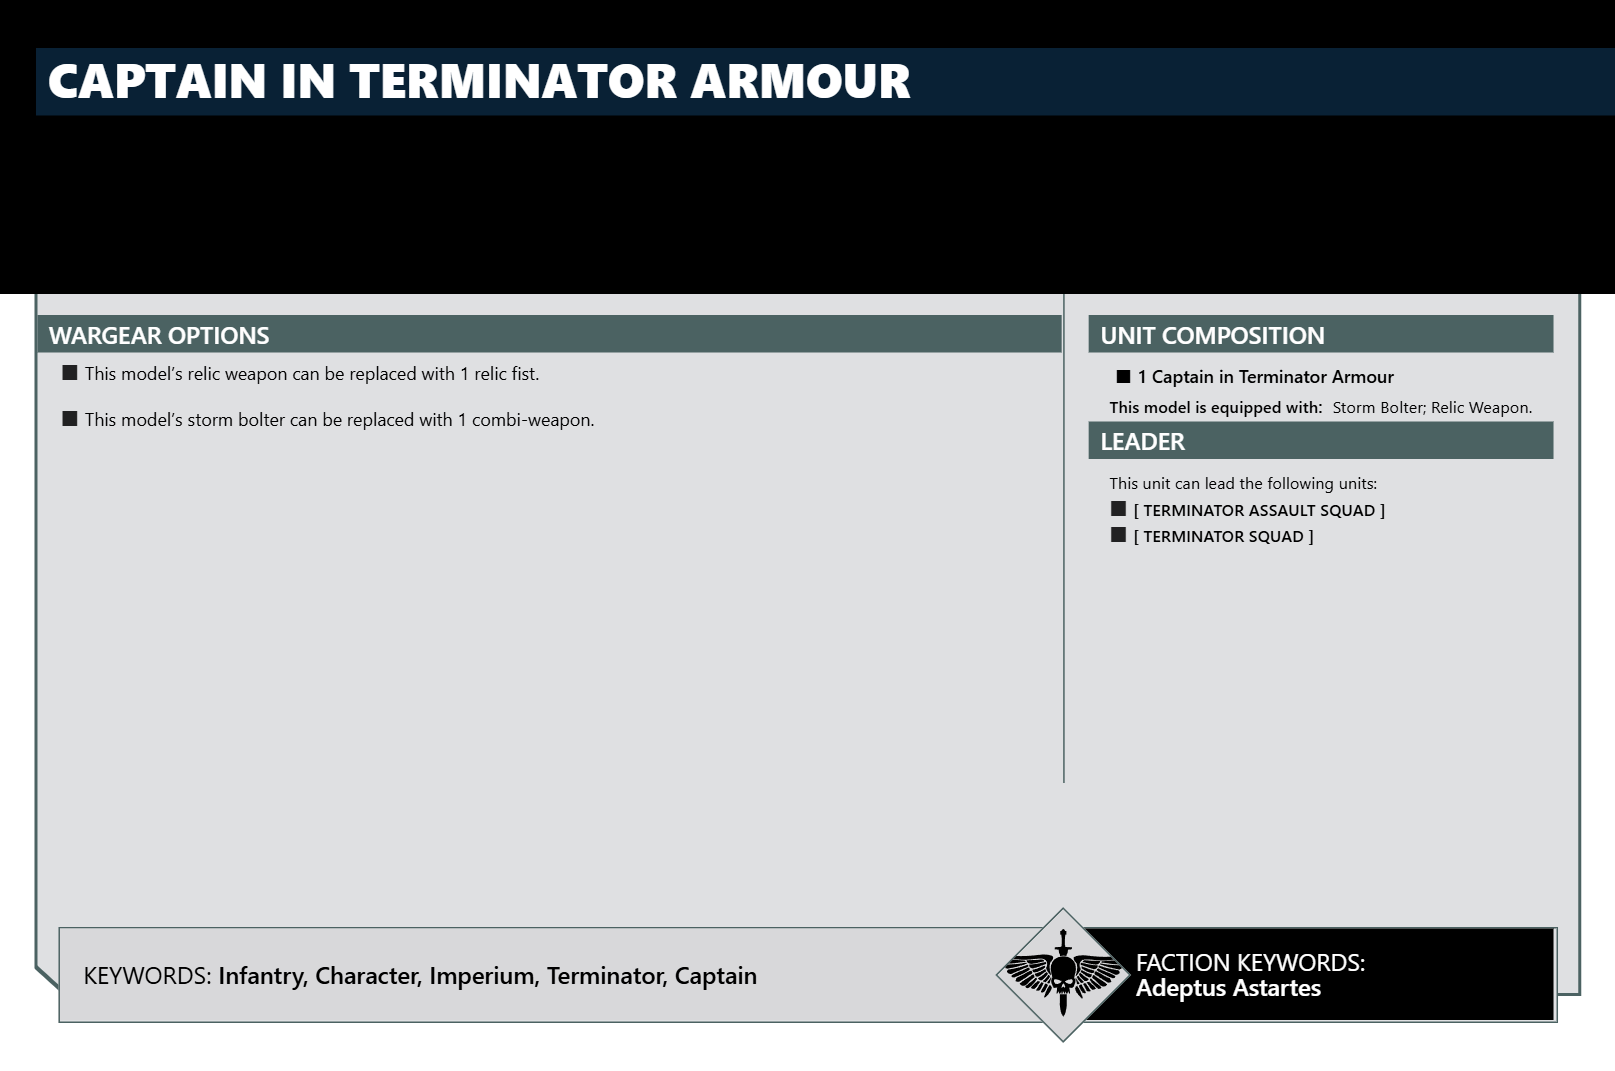 CAPTAIN IN TERMINATOR ARMOUR
WARGEAR OPTIONS
This model’s relic weapon can be replaced with 1 relic fist.
This model’s storm bolter can be replaced with 1 combi-weapon.
UNIT COMPOSITION
1 Captain in Terminator Armour
This model is equipped with: Storm Bolter; Relic Weapon.
LEADER
This unit can lead the following units:
[ TERMINATOR ASSAULT SQUAD ]
[ TERMINATOR SQUAD ]
KEYWORDS: Infantry, Character, Imperium, Terminator, Captain
FACTION KEYWORDS:
Adeptus Astartes